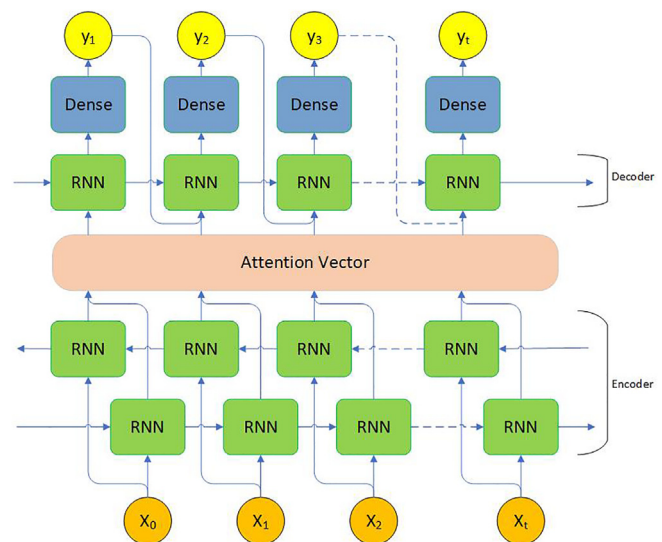 y₁ y₂ y₃ yₜ
Dense Dense Dense Dense
RNN RNN RNN RNN Decoder
Attention Vector
RNN RNN RNN RNN
Encoder
RNN RNN RNN RNN
X₀ X₁ X₂ Xₜ